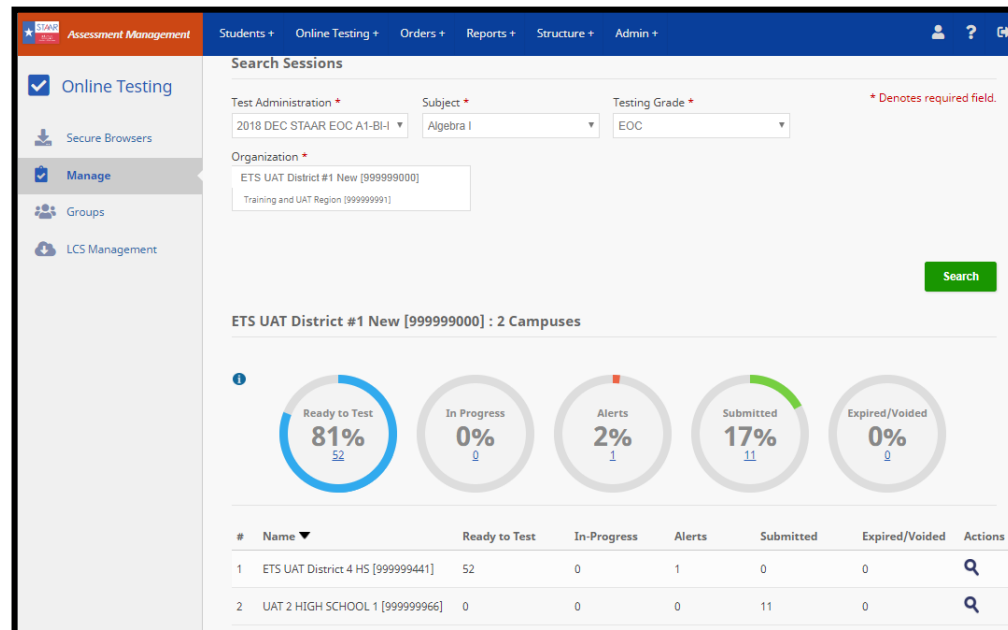 STAAR Assessment Management Students + Online Testing + Orders + Reports + Structure + Admin + ?
Online Testing
Secure Browsers
Manage
Groups
LCS Management
Search Sessions
* Denotes required field.
Test Administration * Subject * Testing Grade *
2018 DEC STAAR EOC A1-BI-I Algebra I EOC
Organization *
ETS UAT District #1 New [999999000]
Training and UAT Region [999999991]
Search
ETS UAT District #1 New [999999000] : 2 Campuses
Ready to Test In Progress Alerts Submitted Expired/Voided
81% 0% 2% 17% 0%
52 0 1 11 0
# Name Ready to Test In-Progress Alerts Submitted Expired/Voided Actions
1 ETS UAT District 4 HS [999999441] 52 0 1 0 0
2 UAT 2 HIGH SCHOOL 1 [999999966] 0 0 0 11 0